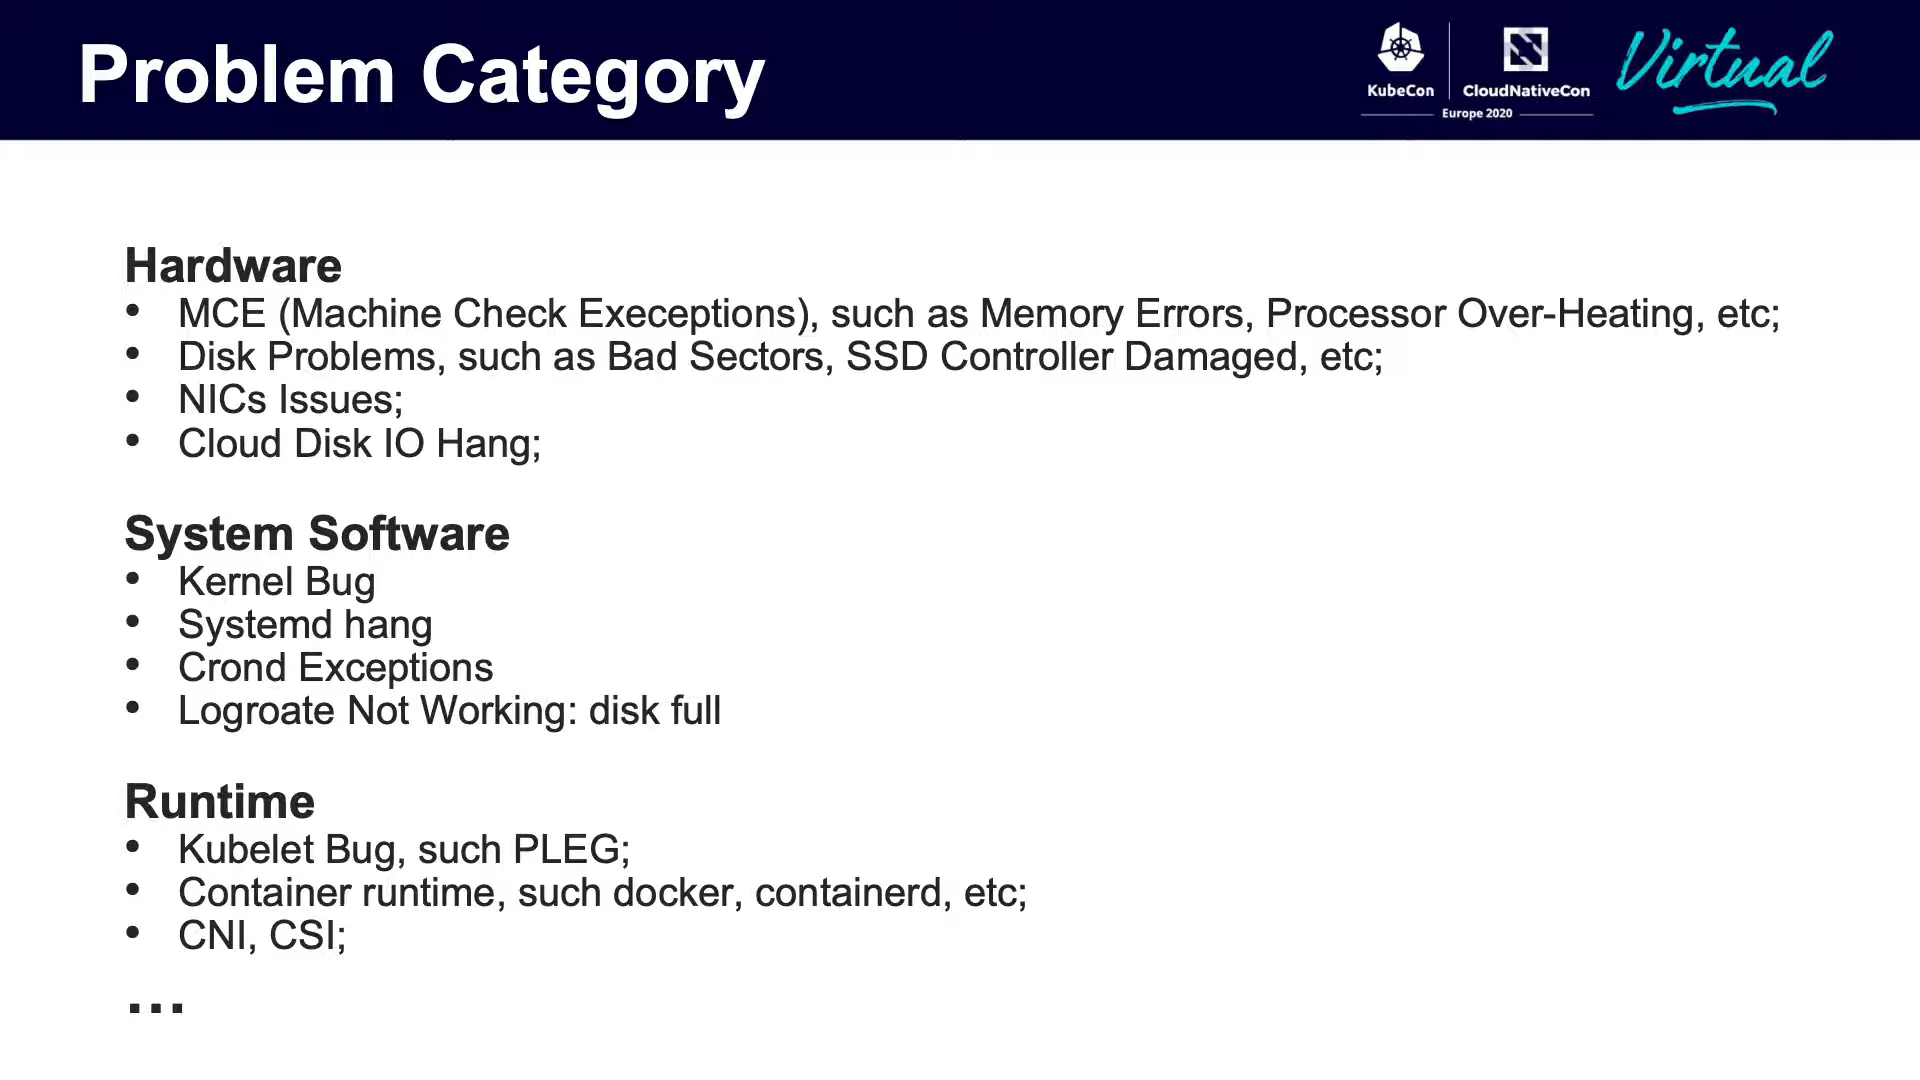 Problem Category
KubeCon
CloudNativeCon
Europe 2020
Virtual
Hardware
• MCE (Machine Check Execeptions), such as Memory Errors, Processor Over-Heating, etc;
• Disk Problems, such as Bad Sectors, SSD Controller Damaged, etc;
• NICs Issues;
• Cloud Disk IO Hang;
System Software
• Kernel Bug
• Systemd hang
• Crond Exceptions
• Logroate Not Working: disk full
Runtime
• Kubelet Bug, such PLEG;
• Container runtime, such docker, containerd, etc;
• CNI, CSI;
…